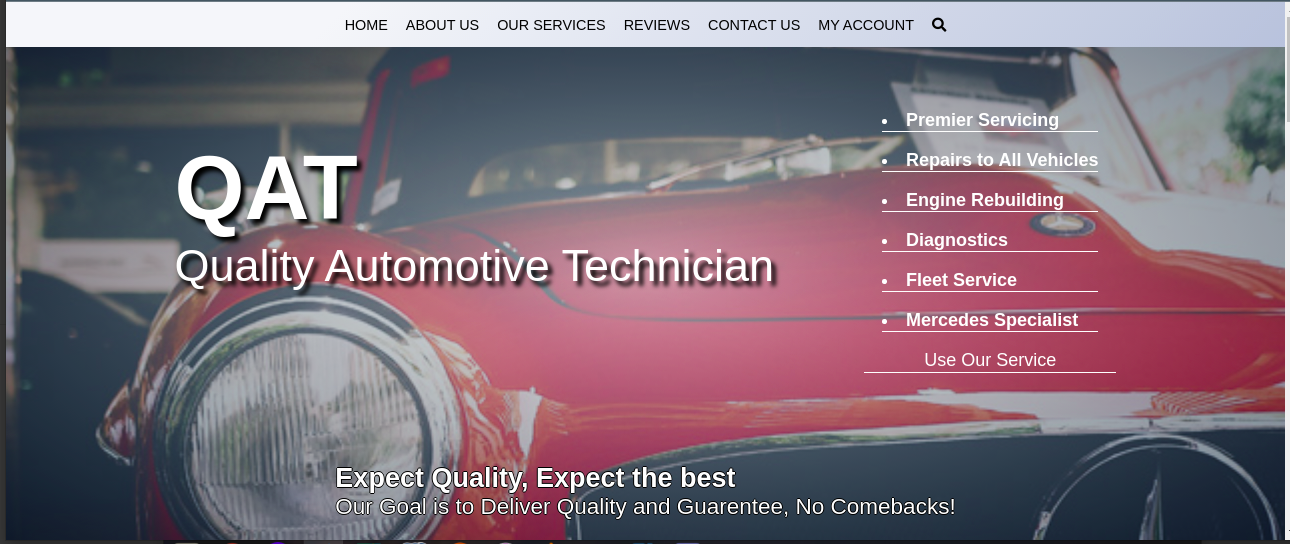 HOME ABOUT US OUR SERVICES REVIEWS CONTACT US MY ACCOUNT
QAT
Quality Automotive Technician
• Premier Servicing
• Repairs to All Vehicles
• Engine Rebuilding
• Diagnostics
• Fleet Service
• Mercedes Specialist
Use Our Service
Expect Quality, Expect the best
Our Goal is to Deliver Quality and Guarentee, No Comebacks!